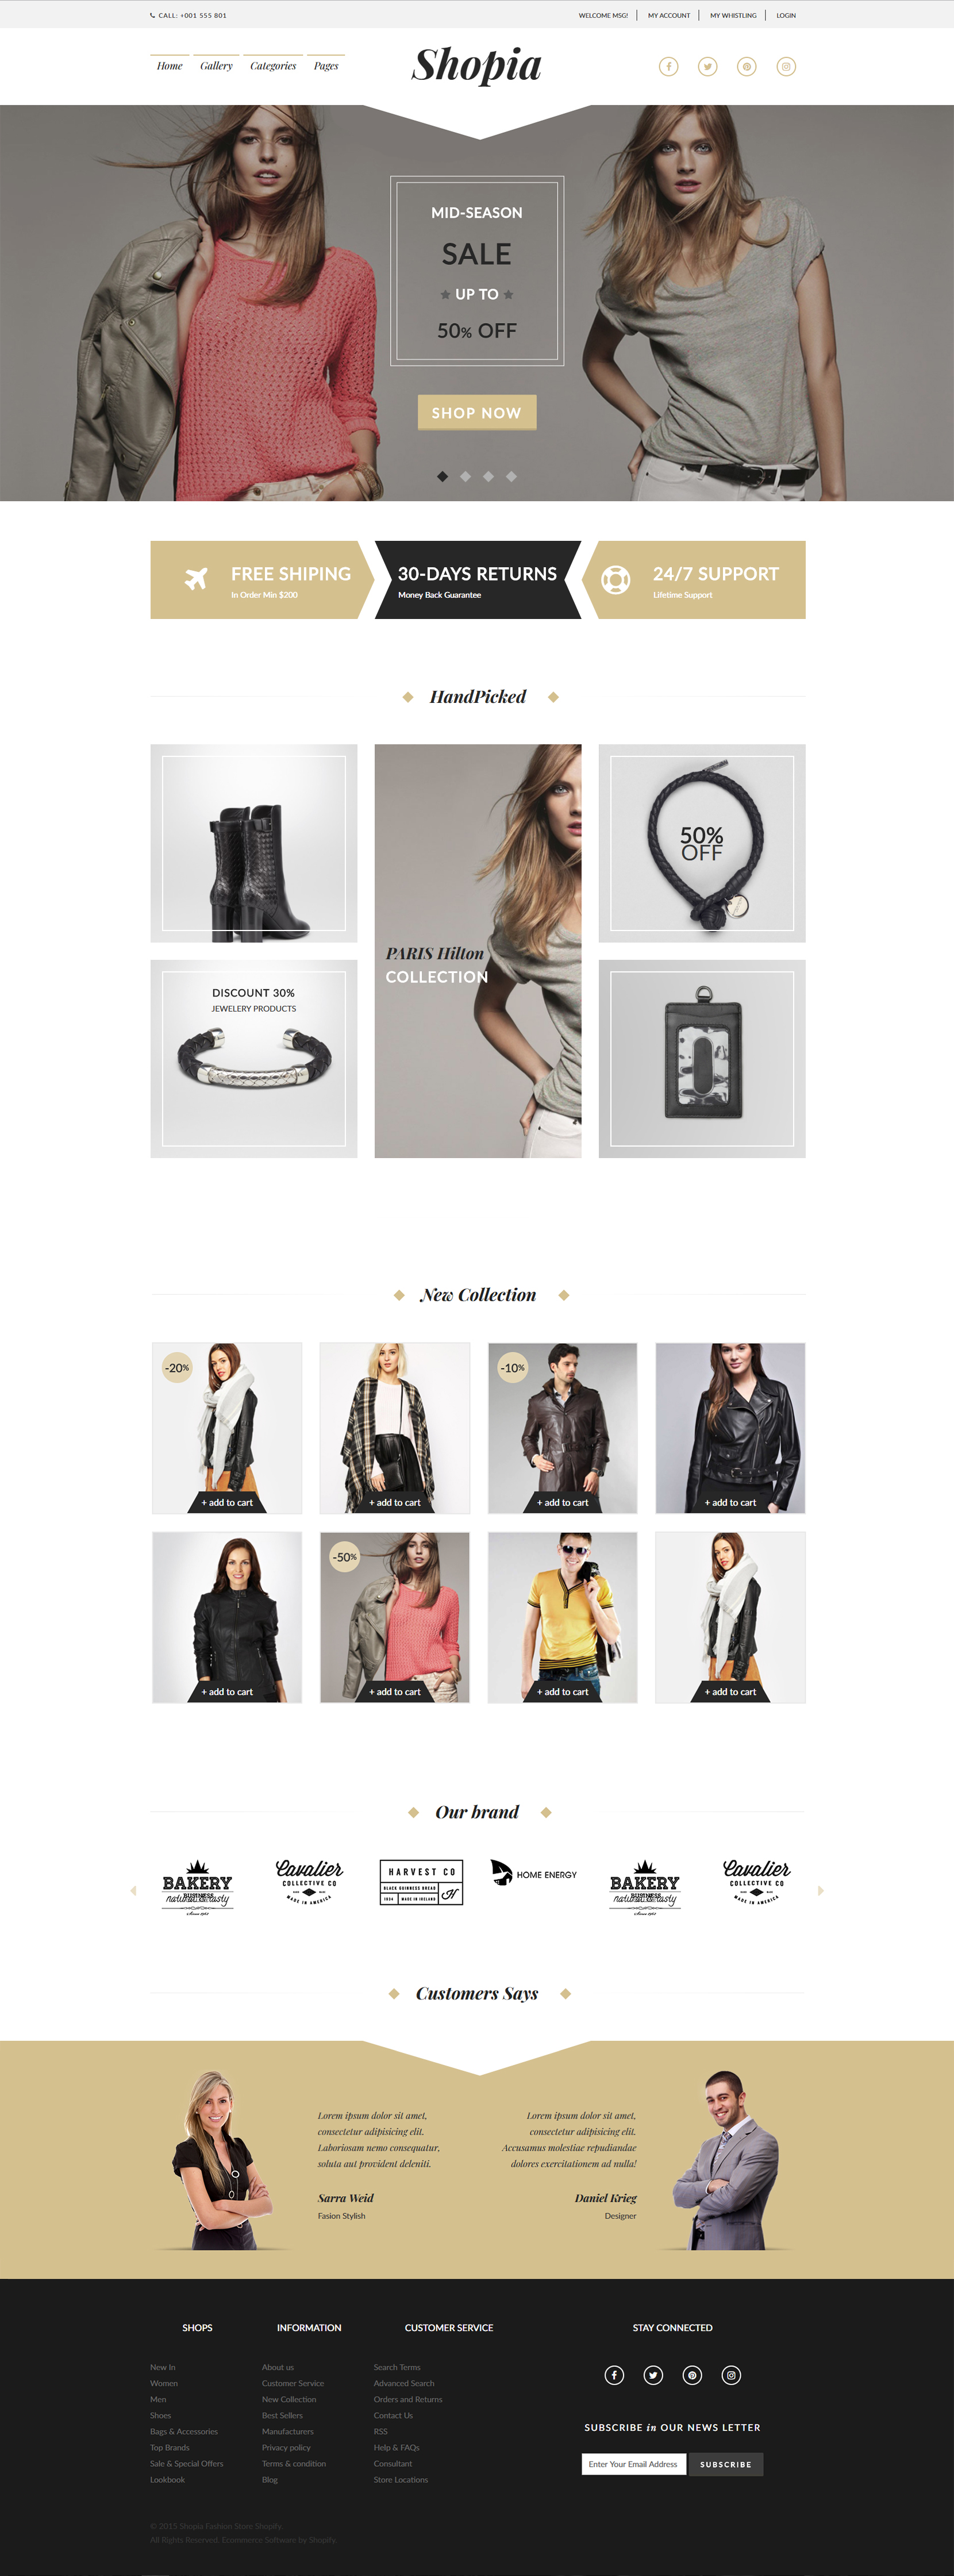 CALL: +001 555 801
WELCOME MSG!
MY ACCOUNT
MY WHISTLING
LOGIN
Home
Gallery
Categories
Pages
Shopia
MID-SEASON
SALE
★ UP TO ★
50% OFF
SHOP NOW
FREE SHIPING
In Order Min $200
30-DAYS RETURNS
Money Back Guarantee
24/7 SUPPORT
Lifetime Support
HandPicked
50%
OFF
PARIS Hilton
COLLECTION
DISCOUNT 30%
JEWELERY PRODUCTS
New Collection
-20%
-10%
+ add to cart
+ add to cart
+ add to cart
+ add to cart
-50%
+ add to cart
+ add to cart
+ add to cart
+ add to cart
Our brand
BAKERY
BUSINESS
natural & tasty
Since 1962
Cavalier
COLLECTIVE CO
MADE IN AMERICA
HARVEST CO
BLACK GUINNESS BREAD
1854
MADE IN IRELAND
H
HOME ENERGY
BAKERY
BUSINESS
natural & tasty
Since 1962
Cavalier
COLLECTIVE CO
MADE IN AMERICA
Customers Says
Lorem ipsum dolor sit amet,
consectetur adipisicing elit.
Laboriosam nemo consequatur,
soluta aut provident deleniti.
Sarra Weid
Fasion Stylish
Lorem ipsum dolor sit amet,
consectetur adipisicing elit.
Accusamus molestiae repudiandae
dolores exercitationem ad nulla!
Daniel Krieg
Designer
SHOPS
New In
Women
Men
Shoes
Bags & Accessories
Top Brands
Sale & Special Offers
Lookbook
INFORMATION
About us
Customer Service
New Collection
Best Sellers
Manufacturers
Privacy policy
Terms & condition
Blog
CUSTOMER SERVICE
Search Terms
Advanced Search
Orders and Returns
Contact Us
RSS
Help & FAQs
Consultant
Store Locations
STAY CONNECTED
SUBSCRIBE in OUR NEWS LETTER
Enter Your Email Address
SUBSCRIBE
© 2015 Shopia Fashion Store Shopify.
All Rights Reserved. Ecommerce Software by Shopify.